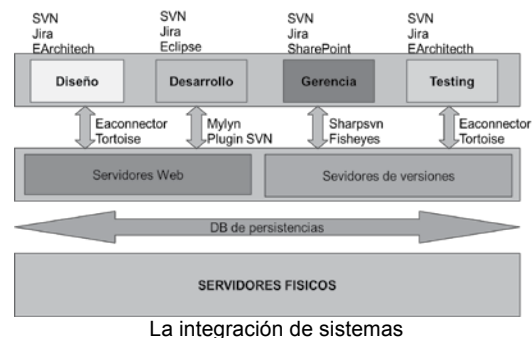 SVN
Jira
EArchitech
SVN
Jira
Eclipse
SVN
Jira
SharePoint
SVN
Jira
EArchitecth
Diseño
Desarrollo
Gerencia
Testing
Eaconnector
Tortoise
Mylyn
Plugin SVN
Sharpsvn
Fisheyes
Eaconnector
Tortoise
Servidores Web
Sevidores de versiones
DB de persistencias
SERVIDORES FISICOS
La integración de sistemas